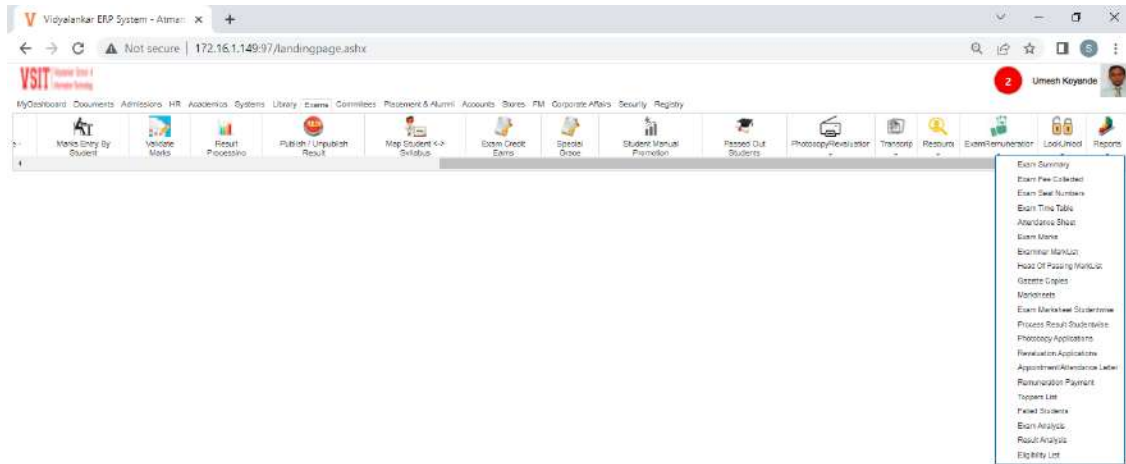 Vidyalankar ERP System - Atman
Not secure | 172.16.1.149:97/landingpage.ashx
VSIT
2
Umesh Koyande
MyDashboard Documents Admissions HR Academics Systems Library Exams Commitees Placement & Alumni Accounts Stores FM Corporate Affairs Security Registry
Marks Entry By Student
Validate Marks
Result Processing
Publish / Unpublish Result
Map Student <-> Syllabus
Exam Credit Earns
Special Grace
Student Manual Promotion
Passed Out Students
Photocopy/Revaluation
Transcrip
ExamRemuneration
Reports
Exam Summary
Exam Fee Collected
Exam Seat Numbers
Exam Time Table
Attendance Sheet
Exam Marks
Examiner MarkList
Head Of Passing MarkList
Gazette Copies
Marksheets
Exam Marksheet Studentwise
Process Result Studentwise
Photocopy Applications
Revaluation Applications
Appointment/Attendance Letter
Remuneration Payment
Toppers List
Failed Students
Exam Analysis
Result Analysis
Eligibility List